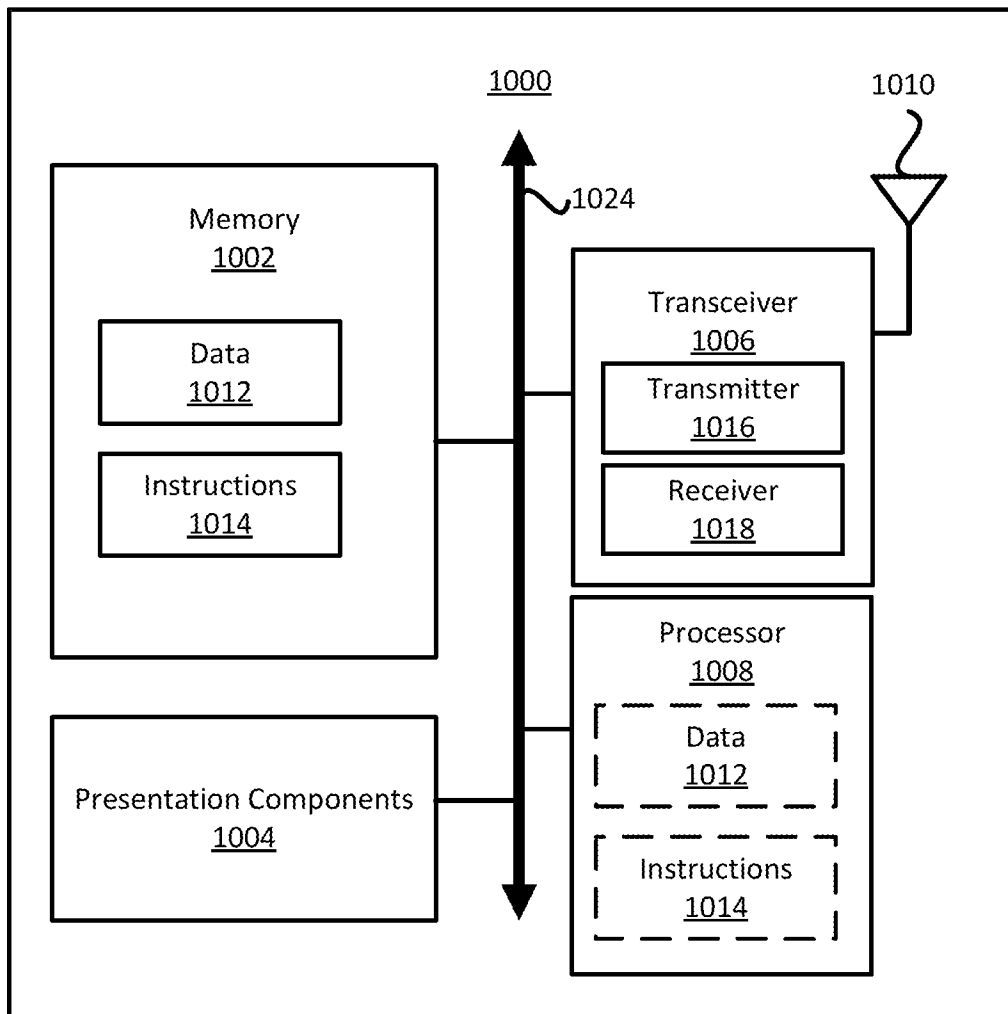 1000
1010
1024
Memory
1002
Data
1012
Instructions
1014
Transceiver
1006
Transmitter
1016
Receiver
1018
Presentation Components
1004
Processor
1008
Data
1012
Instructions
1014